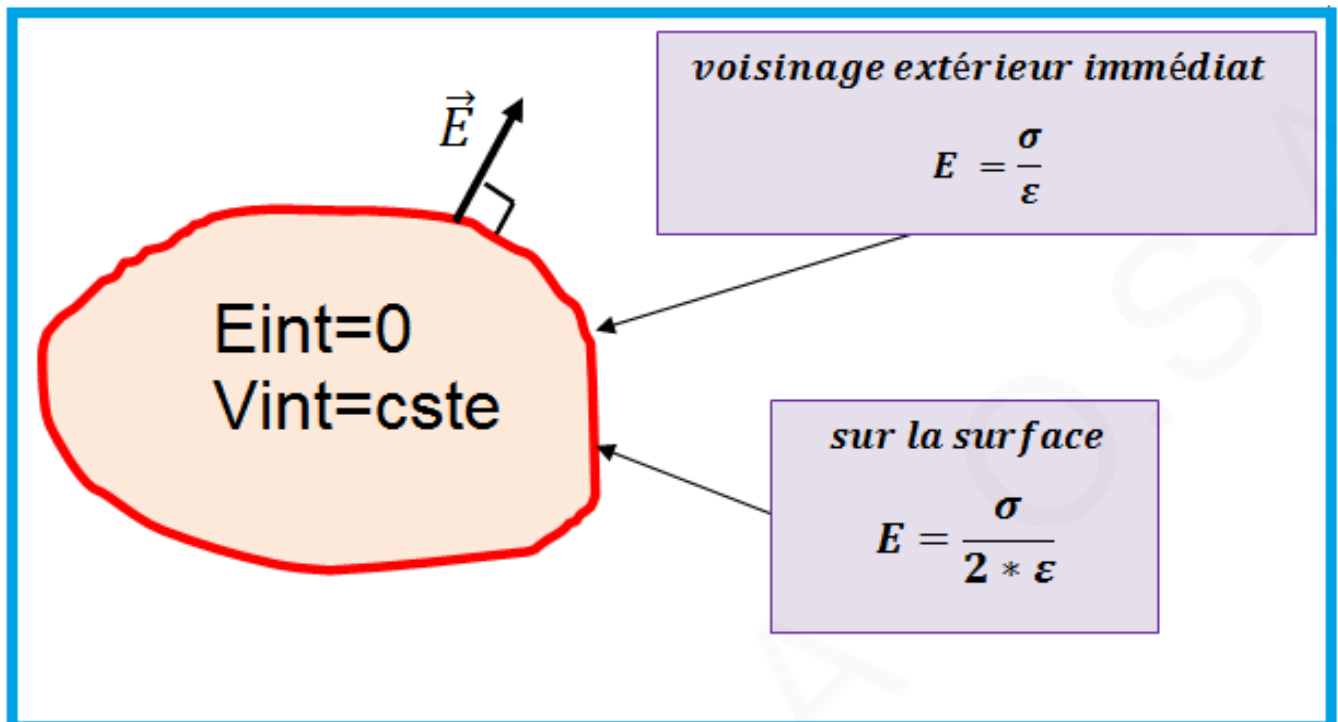 voisinage extérieur immédiat
E = σ/ε
E⃗
Eint=0
Vint=cste
sur la surface
E = σ/(2 * ε)